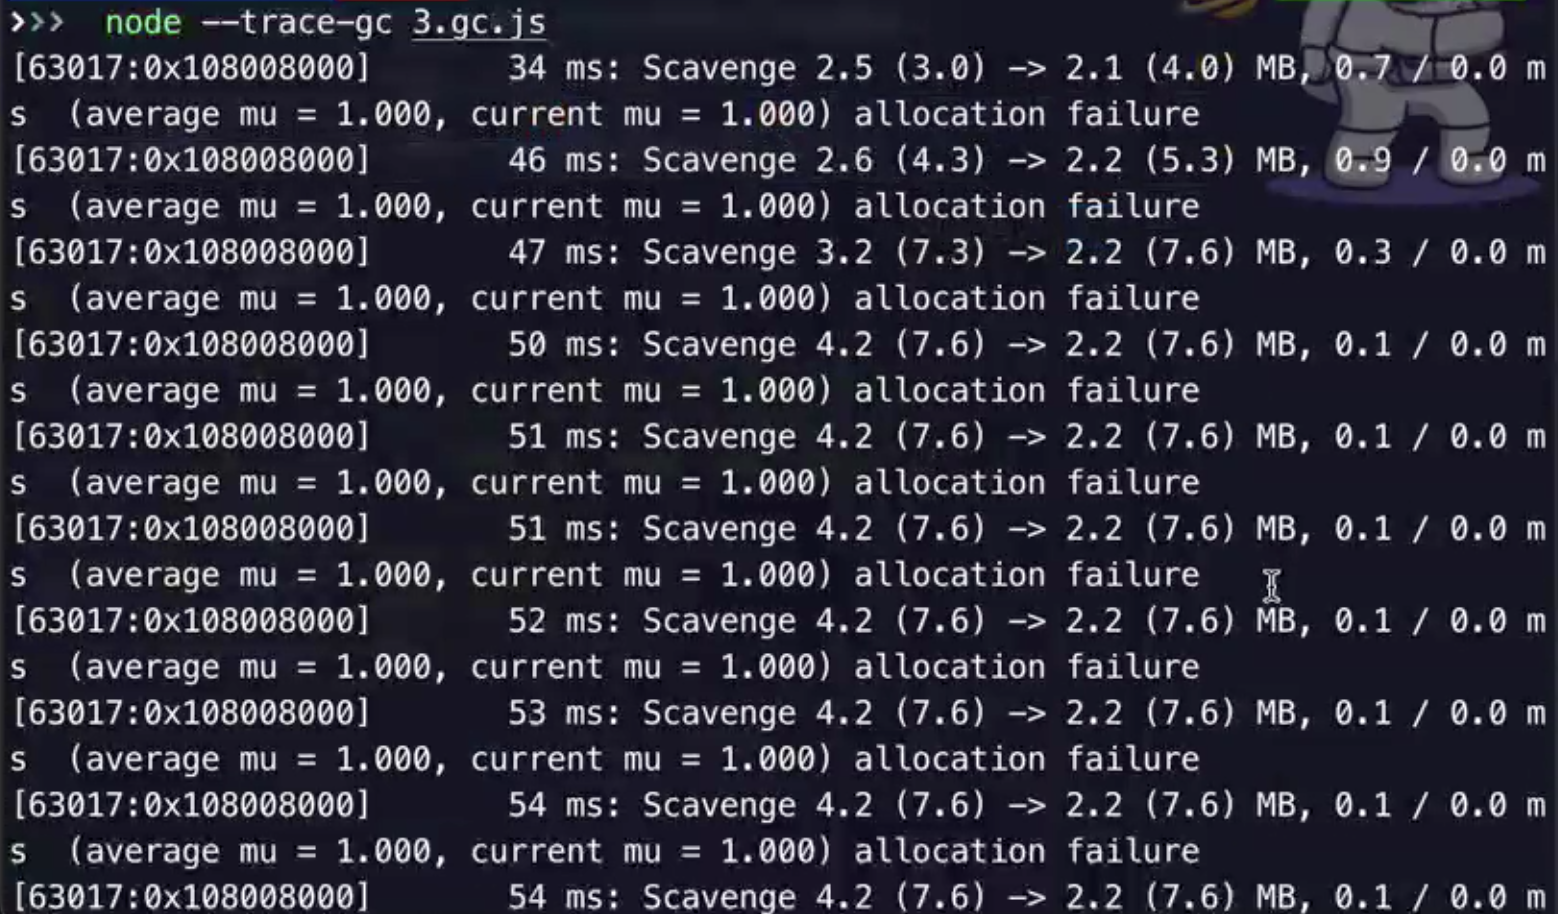 >>> node --trace-gc 3.gc.js
[63017:0x108008000]       34 ms: Scavenge 2.5 (3.0) -> 2.1 (4.0) MB, 0.7 / 0.0 m
s  (average mu = 1.000, current mu = 1.000) allocation failure
[63017:0x108008000]       46 ms: Scavenge 2.6 (4.3) -> 2.2 (5.3) MB, 0.9 / 0.0 m
s  (average mu = 1.000, current mu = 1.000) allocation failure
[63017:0x108008000]       47 ms: Scavenge 3.2 (7.3) -> 2.2 (7.6) MB, 0.3 / 0.0 m
s  (average mu = 1.000, current mu = 1.000) allocation failure
[63017:0x108008000]       50 ms: Scavenge 4.2 (7.6) -> 2.2 (7.6) MB, 0.1 / 0.0 m
s  (average mu = 1.000, current mu = 1.000) allocation failure
[63017:0x108008000]       51 ms: Scavenge 4.2 (7.6) -> 2.2 (7.6) MB, 0.1 / 0.0 m
s  (average mu = 1.000, current mu = 1.000) allocation failure
[63017:0x108008000]       51 ms: Scavenge 4.2 (7.6) -> 2.2 (7.6) MB, 0.1 / 0.0 m
s  (average mu = 1.000, current mu = 1.000) allocation failure
[63017:0x108008000]       52 ms: Scavenge 4.2 (7.6) -> 2.2 (7.6) MB, 0.1 / 0.0 m
s  (average mu = 1.000, current mu = 1.000) allocation failure
[63017:0x108008000]       53 ms: Scavenge 4.2 (7.6) -> 2.2 (7.6) MB, 0.1 / 0.0 m
s  (average mu = 1.000, current mu = 1.000) allocation failure
[63017:0x108008000]       54 ms: Scavenge 4.2 (7.6) -> 2.2 (7.6) MB, 0.1 / 0.0 m
s  (average mu = 1.000, current mu = 1.000) allocation failure
[63017:0x108008000]       54 ms: Scavenge 4.2 (7.6) -> 2.2 (7.6) MB, 0.1 / 0.0 m